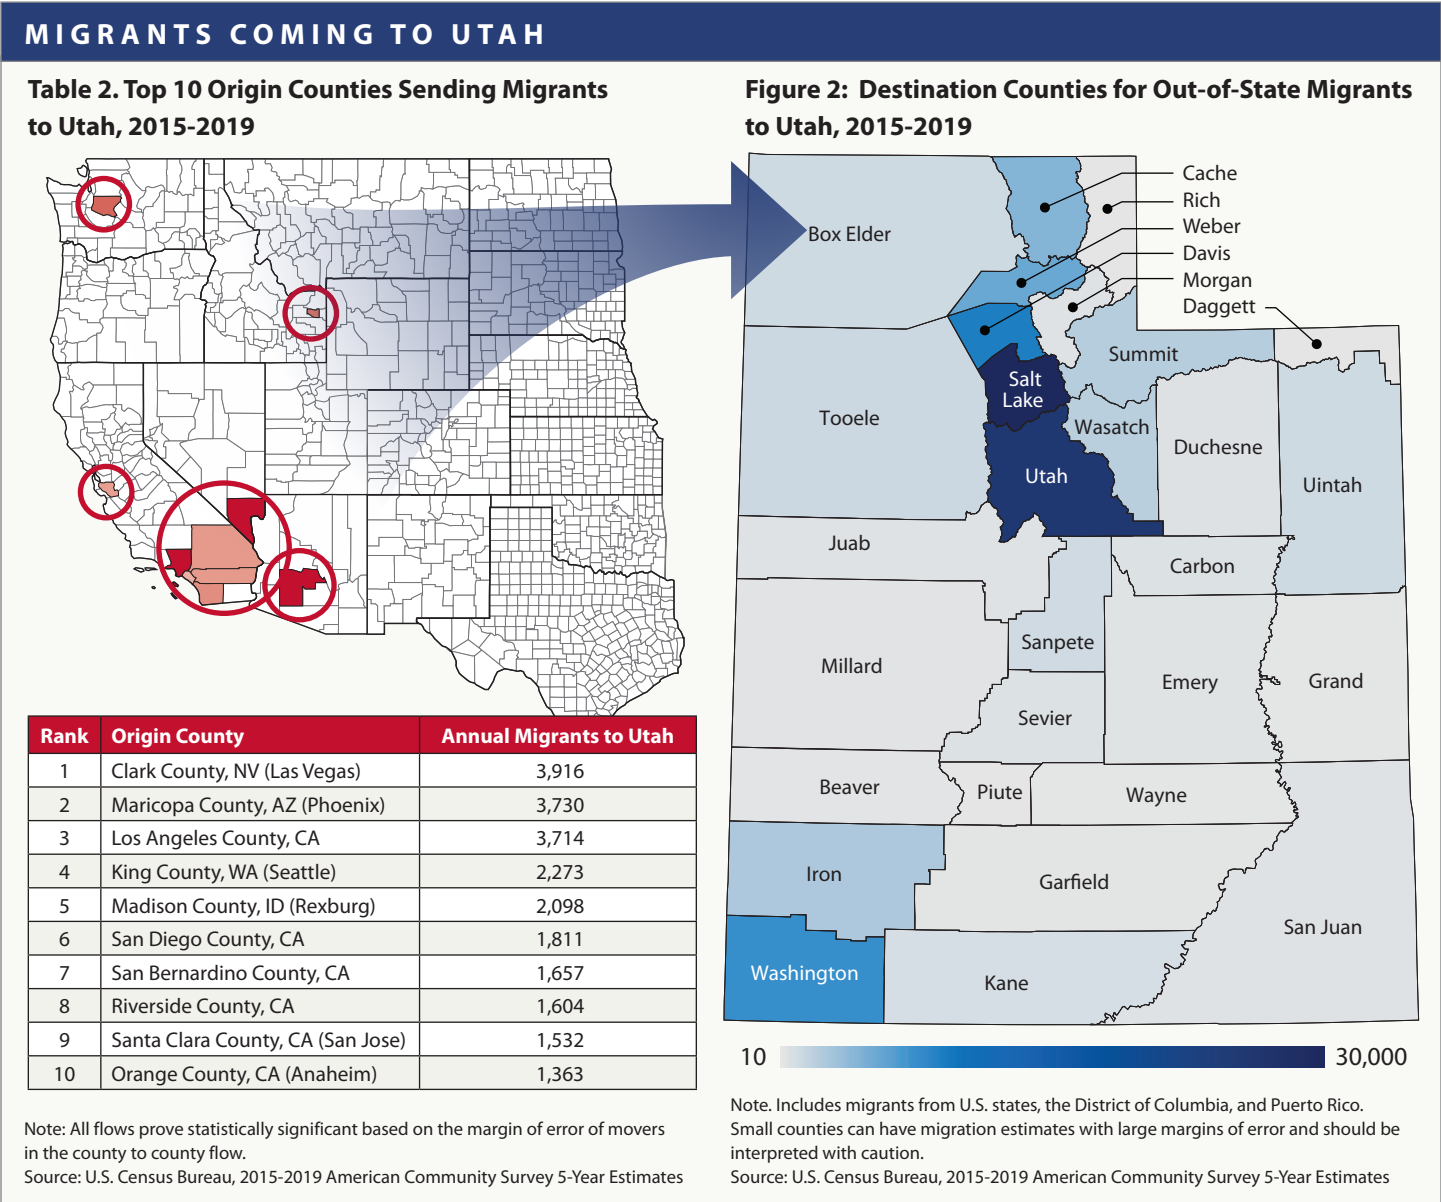 MIGRANTS COMING TO UTAH
Table 2. Top 10 Origin Counties Sending Migrants
to Utah, 2015-2019
Rank Origin County Annual Migrants to Utah
1 Clark County, NV (Las Vegas) 3,916
2 Maricopa County, AZ (Phoenix) 3,730
3 Los Angeles County, CA 3,714
4 King County, WA (Seattle) 2,273
5 Madison County, ID (Rexburg) 2,098
6 San Diego County, CA 1,811
7 San Bernardino County, CA 1,657
8 Riverside County, CA 1,604
9 Santa Clara County, CA (San Jose) 1,532
10 Orange County, CA (Anaheim) 1,363
Note: All flows prove statistically significant based on the margin of error of movers
in the county to county flow.
Source: U.S. Census Bureau, 2015-2019 American Community Survey 5-Year Estimates
Figure 2: Destination Counties for Out-of-State Migrants
to Utah, 2015-2019
Cache
Rich
Weber
Davis
Morgan
Daggett
Box Elder
Summit
Salt
Lake
Tooele
Wasatch
Duchesne
Utah
Uintah
Juab
Carbon
Sanpete
Millard
Emery
Grand
Sevier
Beaver
Piute
Wayne
Iron
Garfield
San Juan
Washington
Kane
10 30,000
Note. Includes migrants from U.S. states, the District of Columbia, and Puerto Rico.
Small counties can have migration estimates with large margins of error and should be
interpreted with caution.
Source: U.S. Census Bureau, 2015-2019 American Community Survey 5-Year Estimates